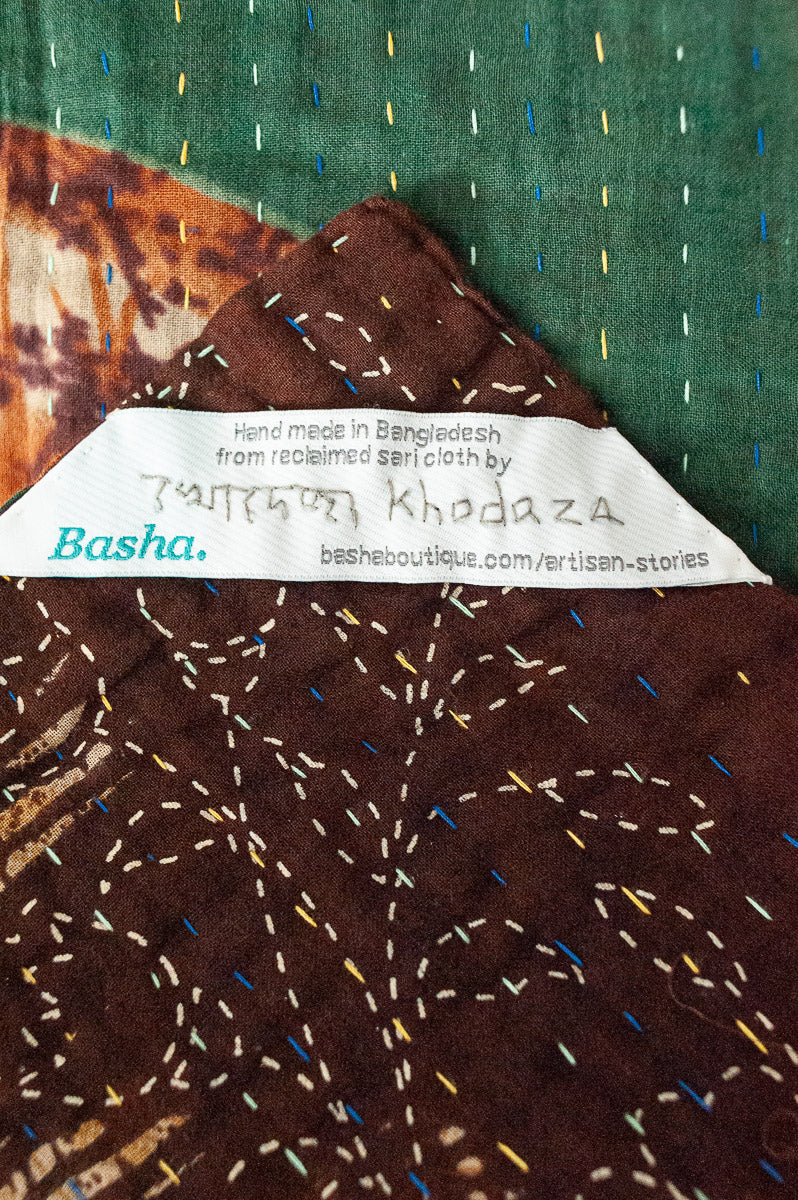 Hand made in Bangladesh
from reclaimed sari cloth by
Khodaza
Basha.
bashaboutique.com/artisan-stories